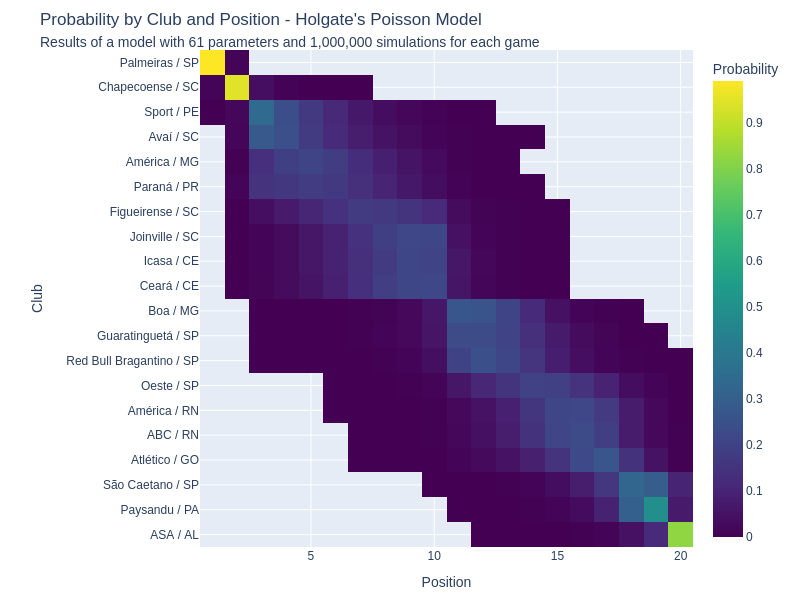 Probability by Club and Position - Holgate's Poisson Model
Results of a model with 61 parameters and 1,000,000 simulations for each game
Probability
Palmeiras / SP
Chapecoense / SC
Sport / PE
Avaí / SC
América / MG
Paraná / PR
Figueirense / SC
Joinville / SC
Icasa / CE
Ceará / CE
Boa / MG
Guaratinguetá / SP
Red Bull Bragantino / SP
Oeste / SP
América / RN
ABC / RN
Atlético / GO
São Caetano / SP
Paysandu / PA
ASA / AL
Club
5
10
15
20
Position
0.9
0.8
0.7
0.6
0.5
0.4
0.3
0.2
0.1
0